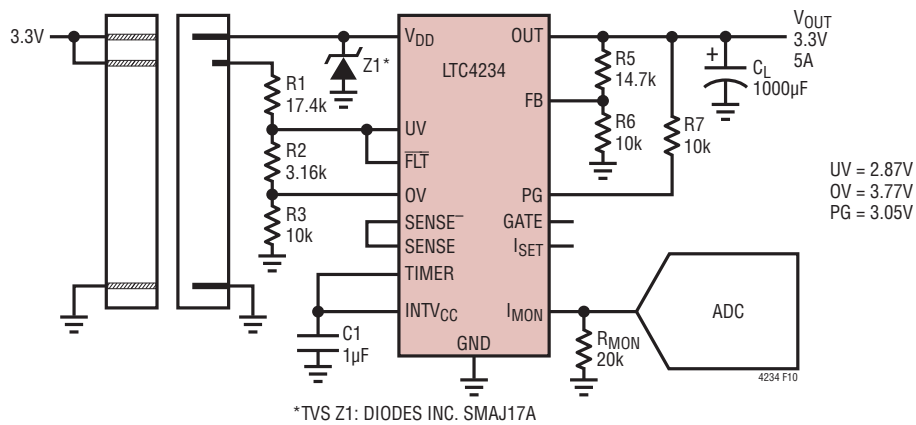 3.3V
VDD
OUT
VOUT
3.3V
5A
Z1*
LTC4234
R5
14.7k
+
CL
1000µF
R1
17.4k
FB
R6
10k
R7
10k
UV
R2
3.16k
FLT
UV = 2.87V
OV = 3.77V
PG = 3.05V
OV
PG
R3
10k
SENSE–
GATE
SENSE
ISET
TIMER
INTVCC
IMON
ADC
C1
1µF
GND
RMON
20k
4234 F10
*TVS Z1: DIODES INC. SMAJ17A